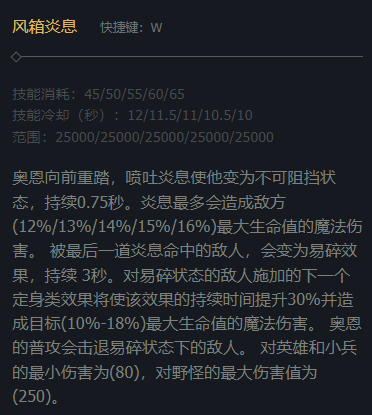 风箱炎息 快捷键：W
技能消耗：45/50/55/60/65
技能冷却（秒）：12/11.5/11/10.5/10
范围：25000/25000/25000/25000/25000
奥恩向前重踏，喷吐炎息使他变为不可阻挡状
态，持续0.75秒。炎息最多会造成敌方
(12%/13%/14%/15%/16%)最大生命值的魔法伤
害。 被最后一道炎息命中的敌人，会变为易碎效
果，持续 3秒。对易碎状态的敌人施加的下一个
定身类效果将使该效果的持续时间提升30%并造
成目标(10%-18%)最大生命值的魔法伤害。 奥恩
的普攻会击退易碎状态下的敌人。 对英雄和小兵
的最小伤害为(80)，对野怪的最大伤害值为
(250)。